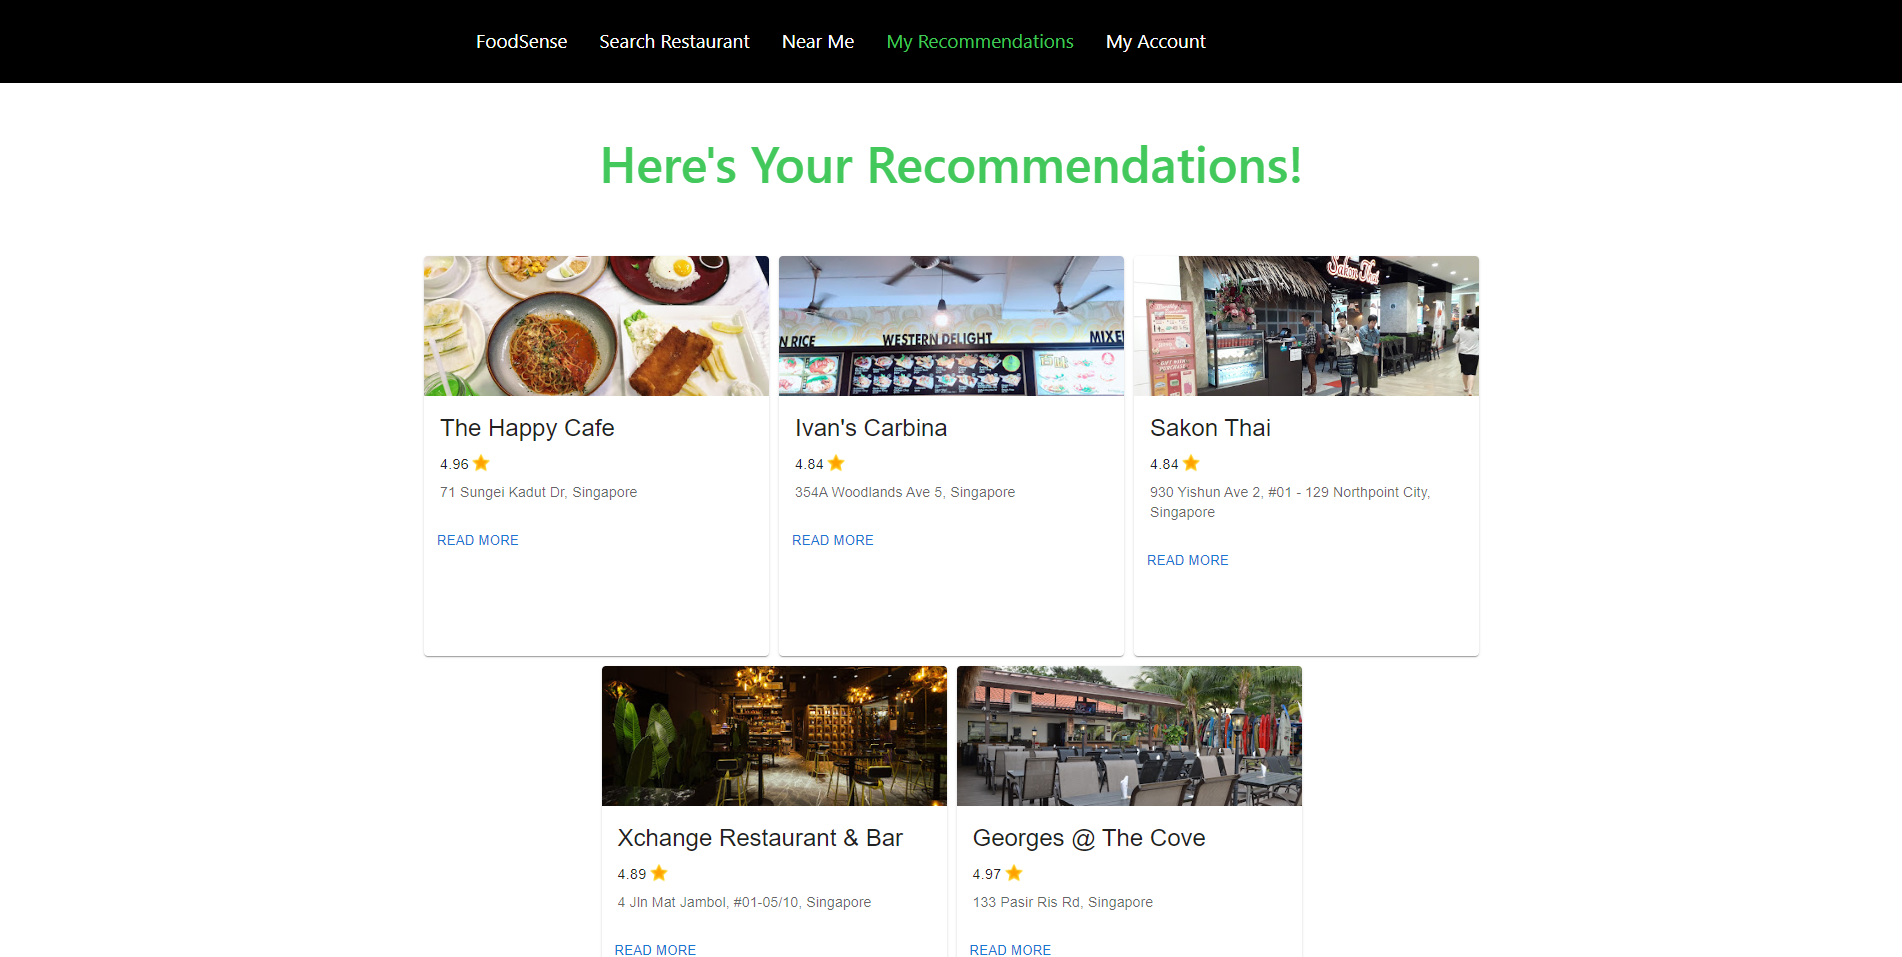 FoodSense Search Restaurant Near Me My Recommendations My Account
Here's Your Recommendations!
N RICE
WESTERN DELIGHT
MIXE
Sakon Thai
The Happy Cafe
4.96
71 Sungei Kadut Dr, Singapore
READ MORE
Ivan's Carbina
4.84
354A Woodlands Ave 5, Singapore
READ MORE
Sakon Thai
4.84
930 Yishun Ave 2, #01 - 129 Northpoint City,
Singapore
READ MORE
Xchange Restaurant & Bar
4.89
4 Jln Mat Jambol, #01-05/10, Singapore
READ MORE
Georges @ The Cove
4.97
133 Pasir Ris Rd, Singapore
READ MORE